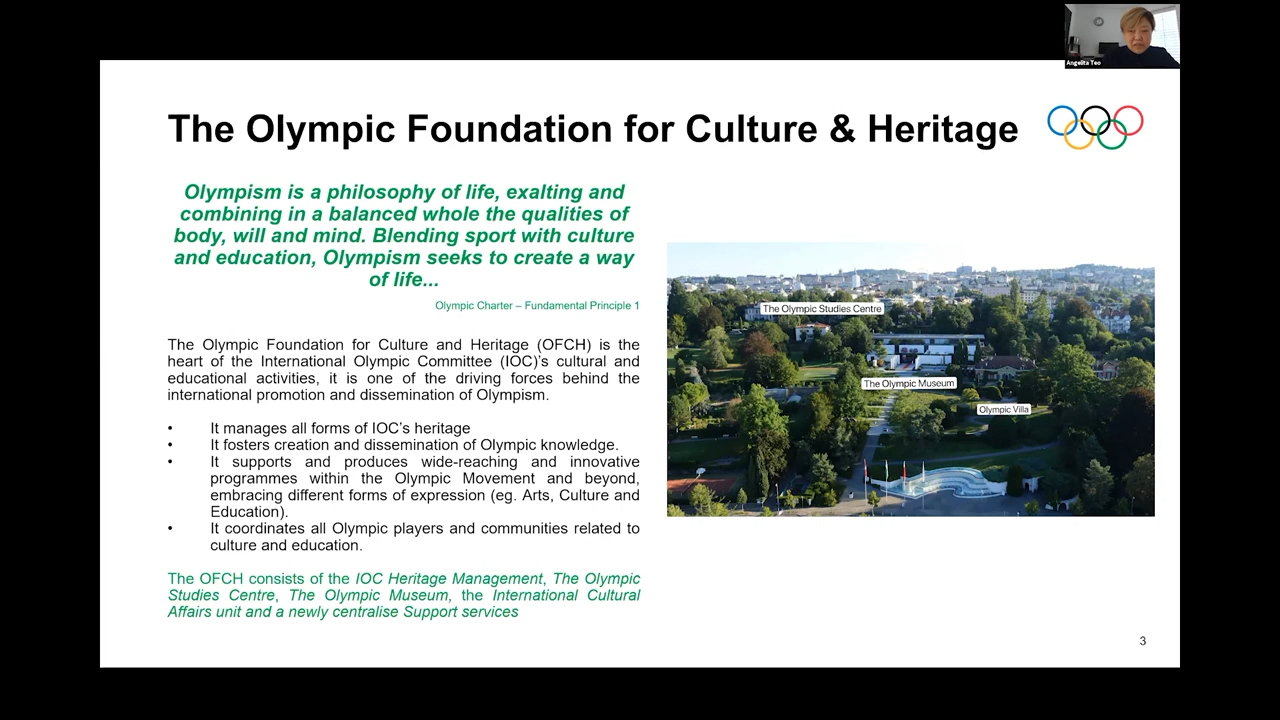 Angelita Teo
The Olympic Foundation for Culture & Heritage
Olympism is a philosophy of life, exalting and
combining in a balanced whole the qualities of
body, will and mind. Blending sport with culture
and education, Olympism seeks to create a way
of life...
Olympic Charter – Fundamental Principle 1
The Olympic Foundation for Culture and Heritage (OFCH) is the
heart of the International Olympic Committee (IOC)'s cultural and
educational activities, it is one of the driving forces behind the
international promotion and dissemination of Olympism.
• It manages all forms of IOC's heritage
• It fosters creation and dissemination of Olympic knowledge.
• It supports and produces wide-reaching and innovative
programmes within the Olympic Movement and beyond,
embracing different forms of expression (eg. Arts, Culture and
Education).
• It coordinates all Olympic players and communities related to
culture and education.
The OFCH consists of the IOC Heritage Management, The Olympic
Studies Centre, The Olympic Museum, the International Cultural
Affairs unit and a newly centralise Support services
The Olympic Studies Centre
The Olympic Museum
Olympic Villa
3